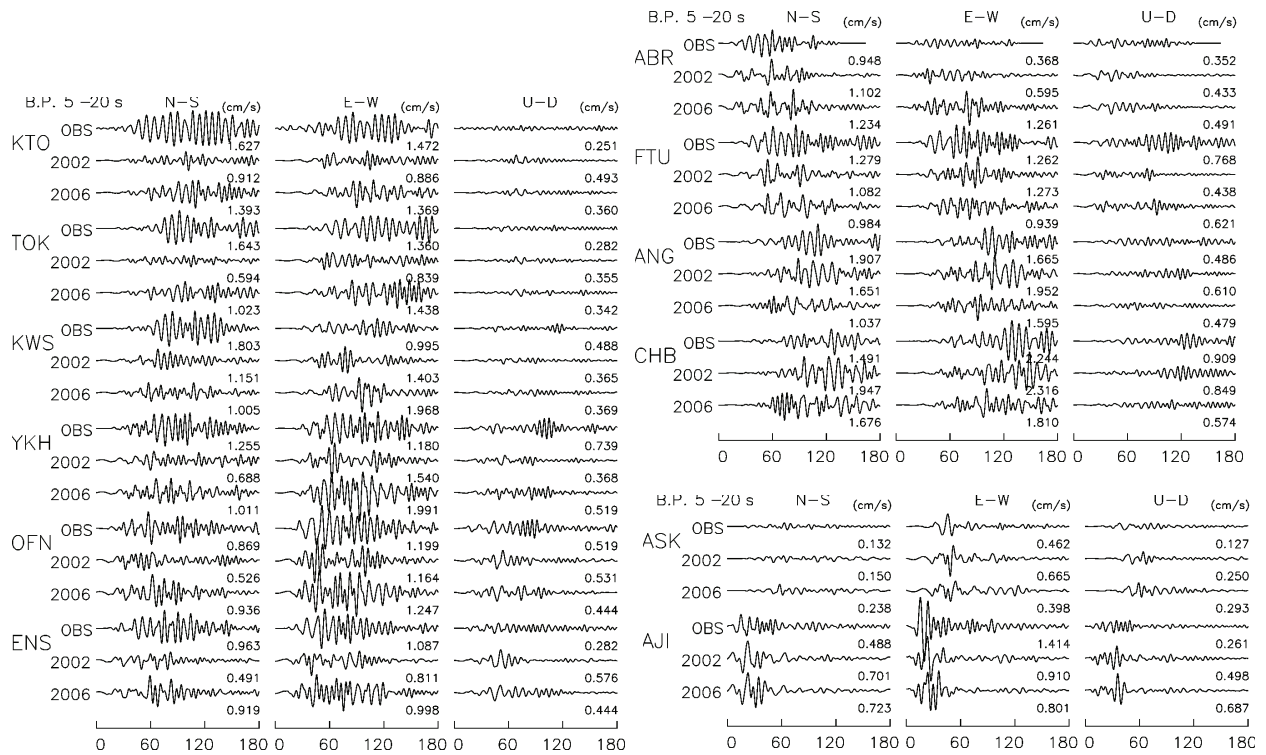 B.P. 5 –20 s N–S (cm/s) E–W (cm/s) U–D (cm/s)
KTO
OBS 1.627 1.472 0.251
2002 0.912 0.886 0.493
2006 1.393 1.369 0.360
TOK
OBS 1.643 1.360 0.282
2002 0.594 0.839 0.355
2006 1.023 1.438 0.342
KWS
OBS 1.803 0.995 0.488
2002 1.151 1.403 0.365
2006 1.005 1.968 0.369
YKH
OBS 1.255 1.180 0.739
2002 0.688 1.540 0.368
2006 1.011 1.991 0.519
OFN
OBS 0.869 1.199 0.519
2002 0.526 1.164 0.531
2006 0.936 1.247 0.444
ENS
OBS 0.963 1.087 0.282
2002 0.491 0.811 0.576
2006 0.919 0.998 0.444
0 60 120 180 0 60 120 180 0 60 120 180
B.P. 5 –20 s N–S (cm/s) E–W (cm/s) U–D (cm/s)
ABR
OBS 0.948 0.368 0.352
2002 1.102 0.595 0.433
2006 1.234 1.261 0.491
FTU
OBS 1.279 1.262 0.768
2002 1.082 1.273 0.438
2006 0.984 0.939 0.621
ANG
OBS 1.907 1.665 0.486
2002 1.651 1.952 0.610
2006 1.037 1.595 0.479
CHB
OBS 1.491 2.244 0.909
2002 1.947 2.316 0.849
2006 1.676 1.810 0.574
0 60 120 180 0 60 120 180 0 60 120 180
B.P. 5 –20 s N–S (cm/s) E–W (cm/s) U–D (cm/s)
ASK
OBS 0.132 0.462 0.127
2002 0.150 0.665 0.250
2006 0.238 0.398 0.293
AJI
OBS 0.488 1.414 0.261
2002 0.701 0.910 0.498
2006 0.723 0.801 0.687
0 60 120 180 0 60 120 180 0 60 120 180